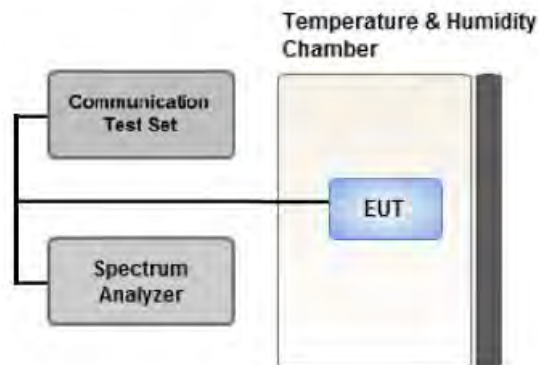 Temperature & Humidity
Chamber
Communication
Test Set
EUT
Spectrum
Analyzer